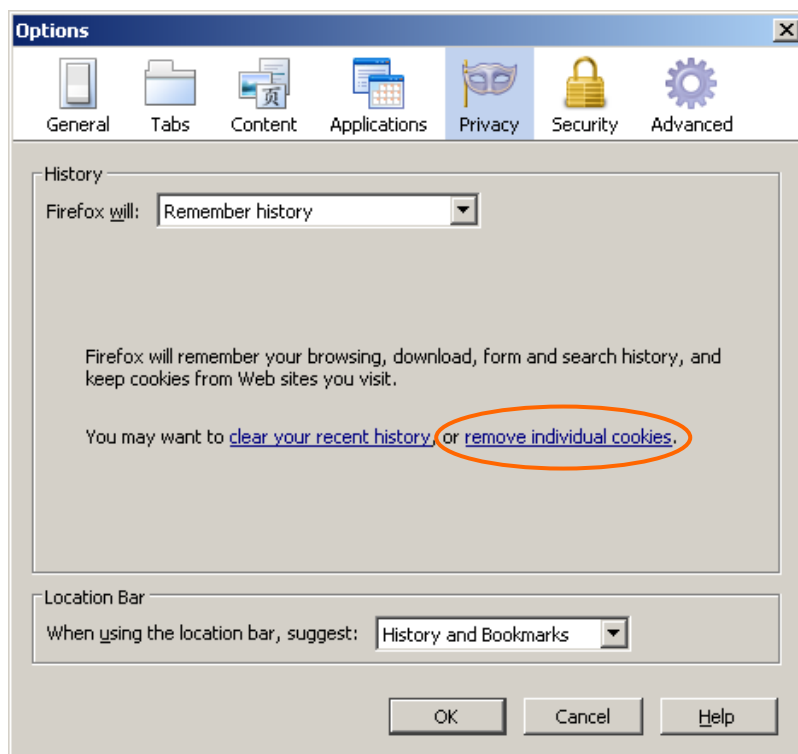 Options
General Tabs Content Applications Privacy Security Advanced
页
History
Firefox will: Remember history
Firefox will remember your browsing, download, form and search history, and
keep cookies from Web sites you visit.
You may want to clear your recent history, or remove individual cookies.
Location Bar
When using the location bar, suggest: History and Bookmarks
OK Cancel Help